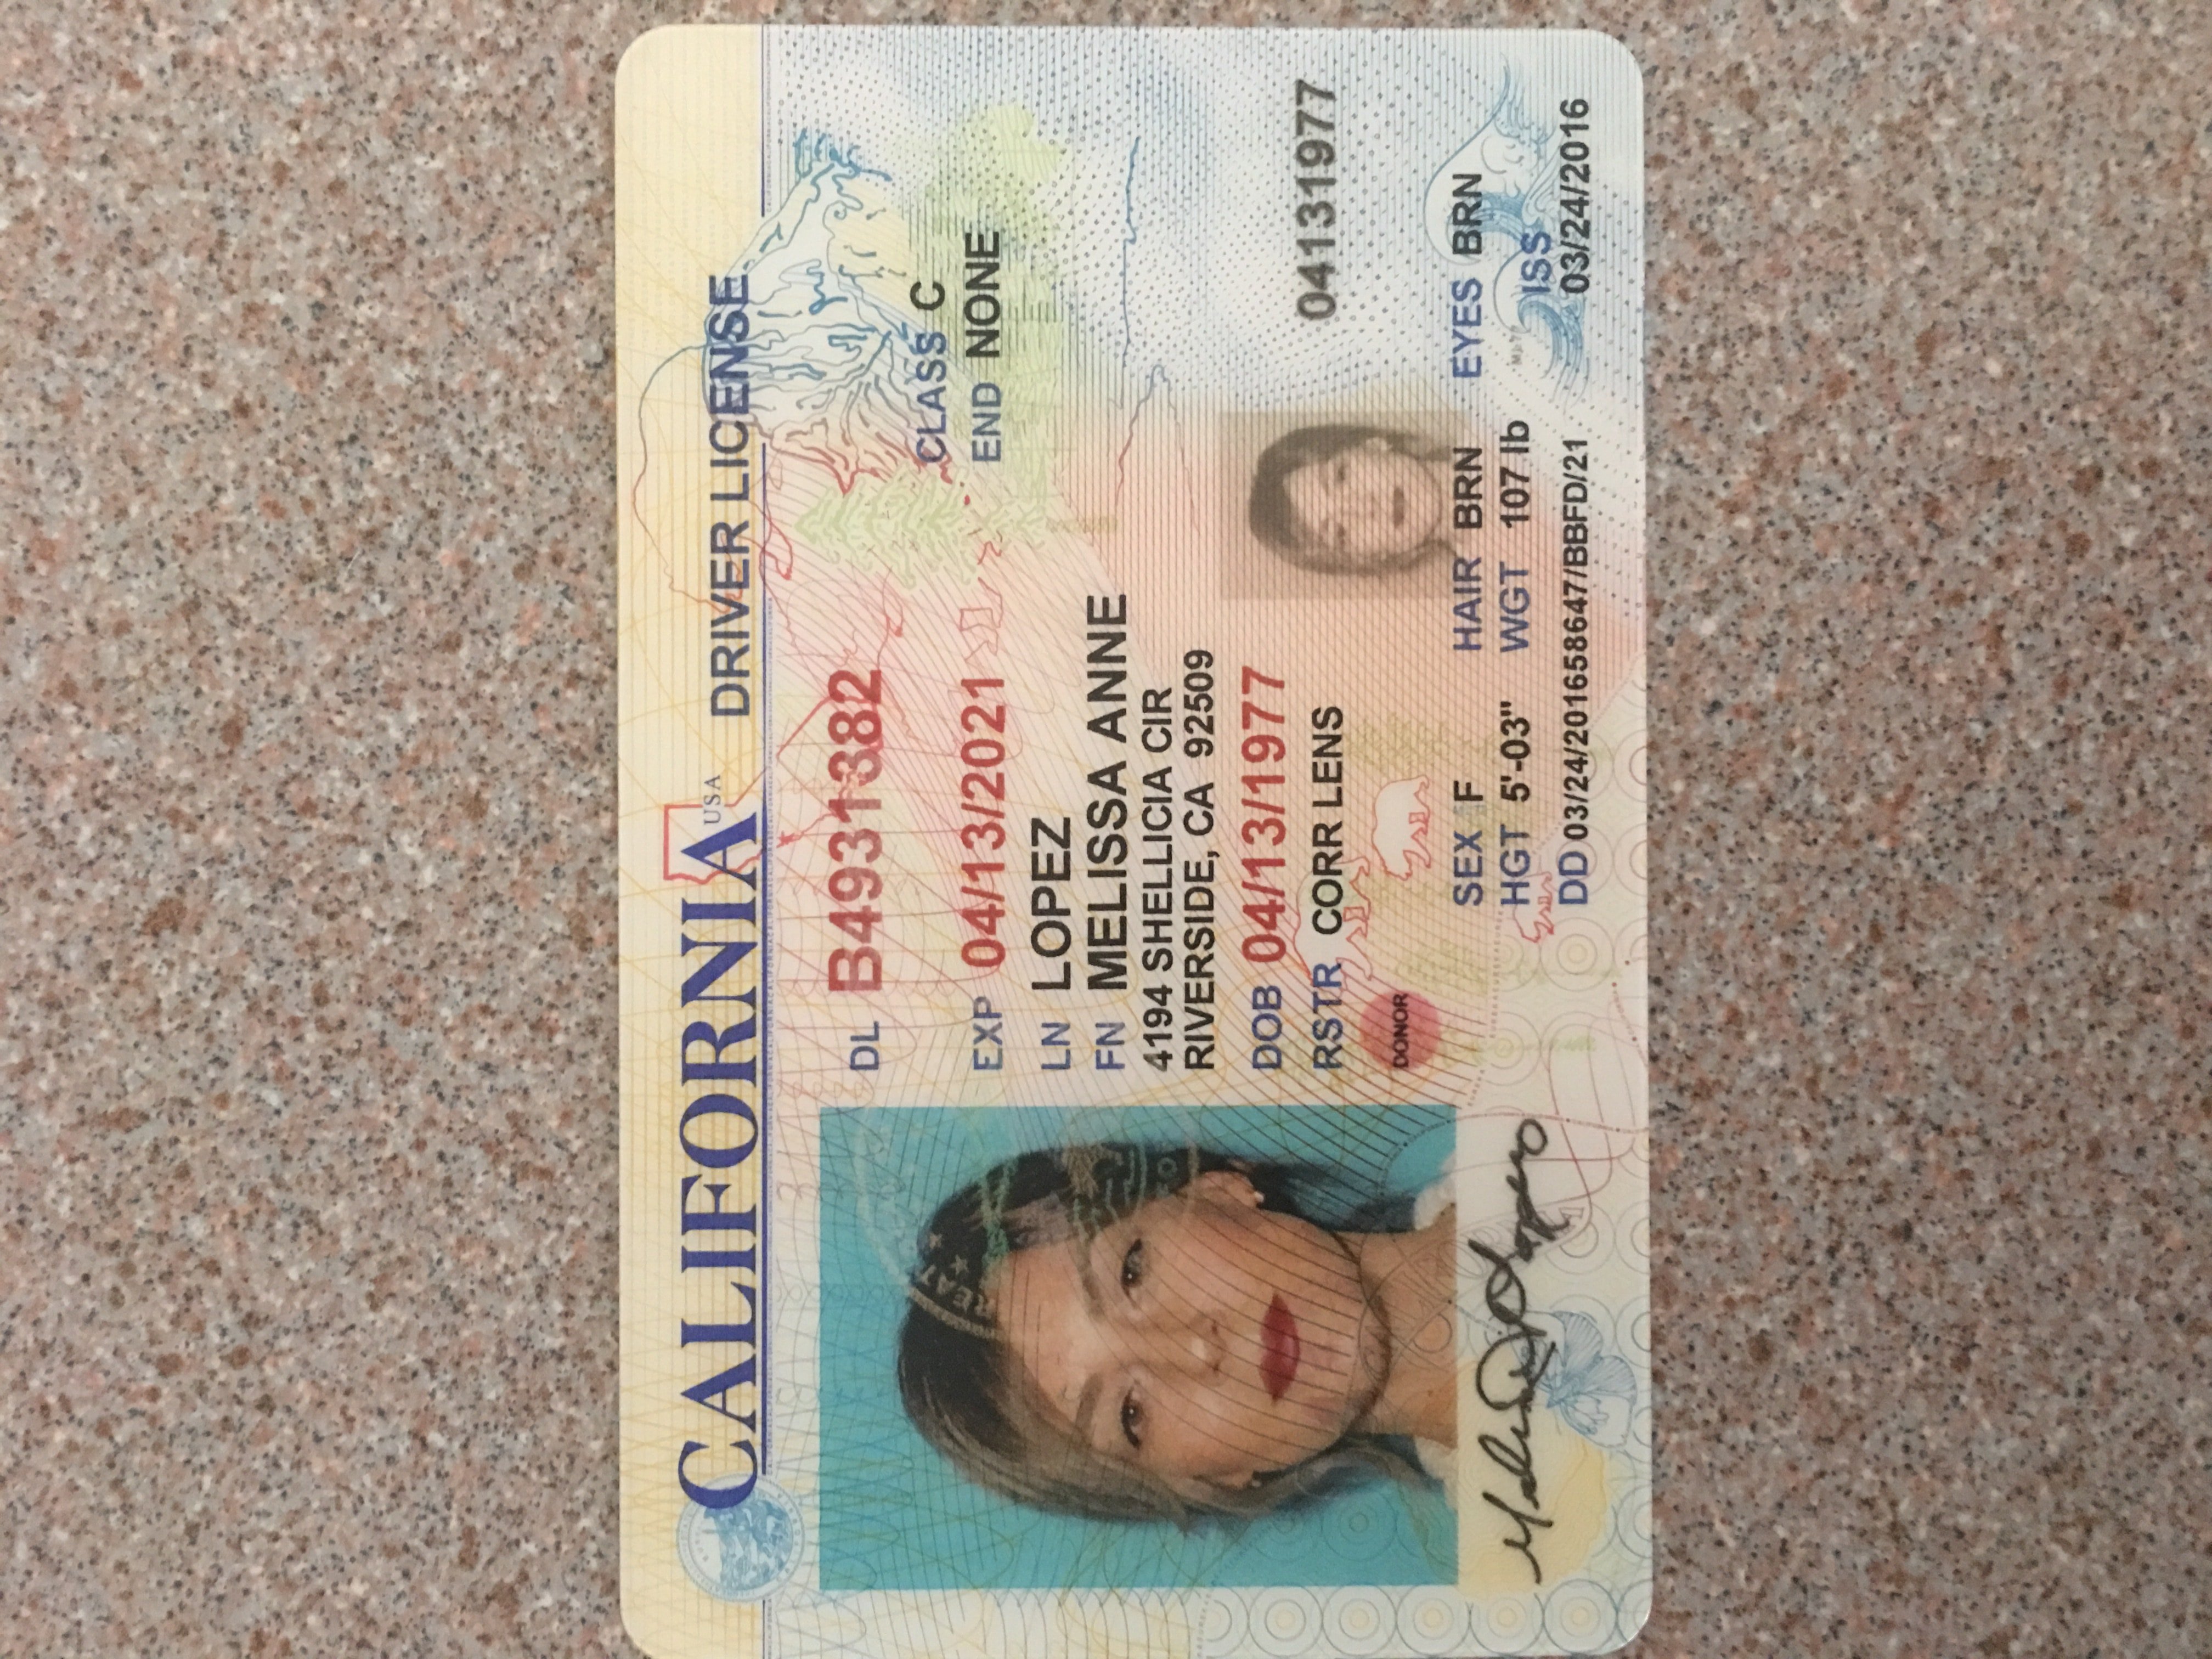 CALIFORNIA USA DRIVER LICENSE
DL B4931382 CLASS C
EXP 04/13/2021 END NONE
LN LOPEZ
FN MELISSA ANNE
4194 SHELLICIA CIR
RIVERSIDE, CA 92509
DOB 04/13/1977
RSTR CORR LENS 04131977
DONOR
SEX F HAIR BRN EYES BRN
HGT 5'-03" WGT 107 lb ISS
DD 03/24/201658647/BBFD/21 03/24/2016